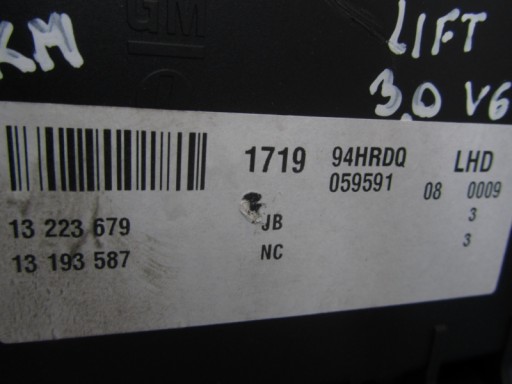 GM
KM
LIFT
3,0 V6
1719 94HRDQ LHD
059591 08 0009
13 223 679 JB 3
13 193 587 NC 3